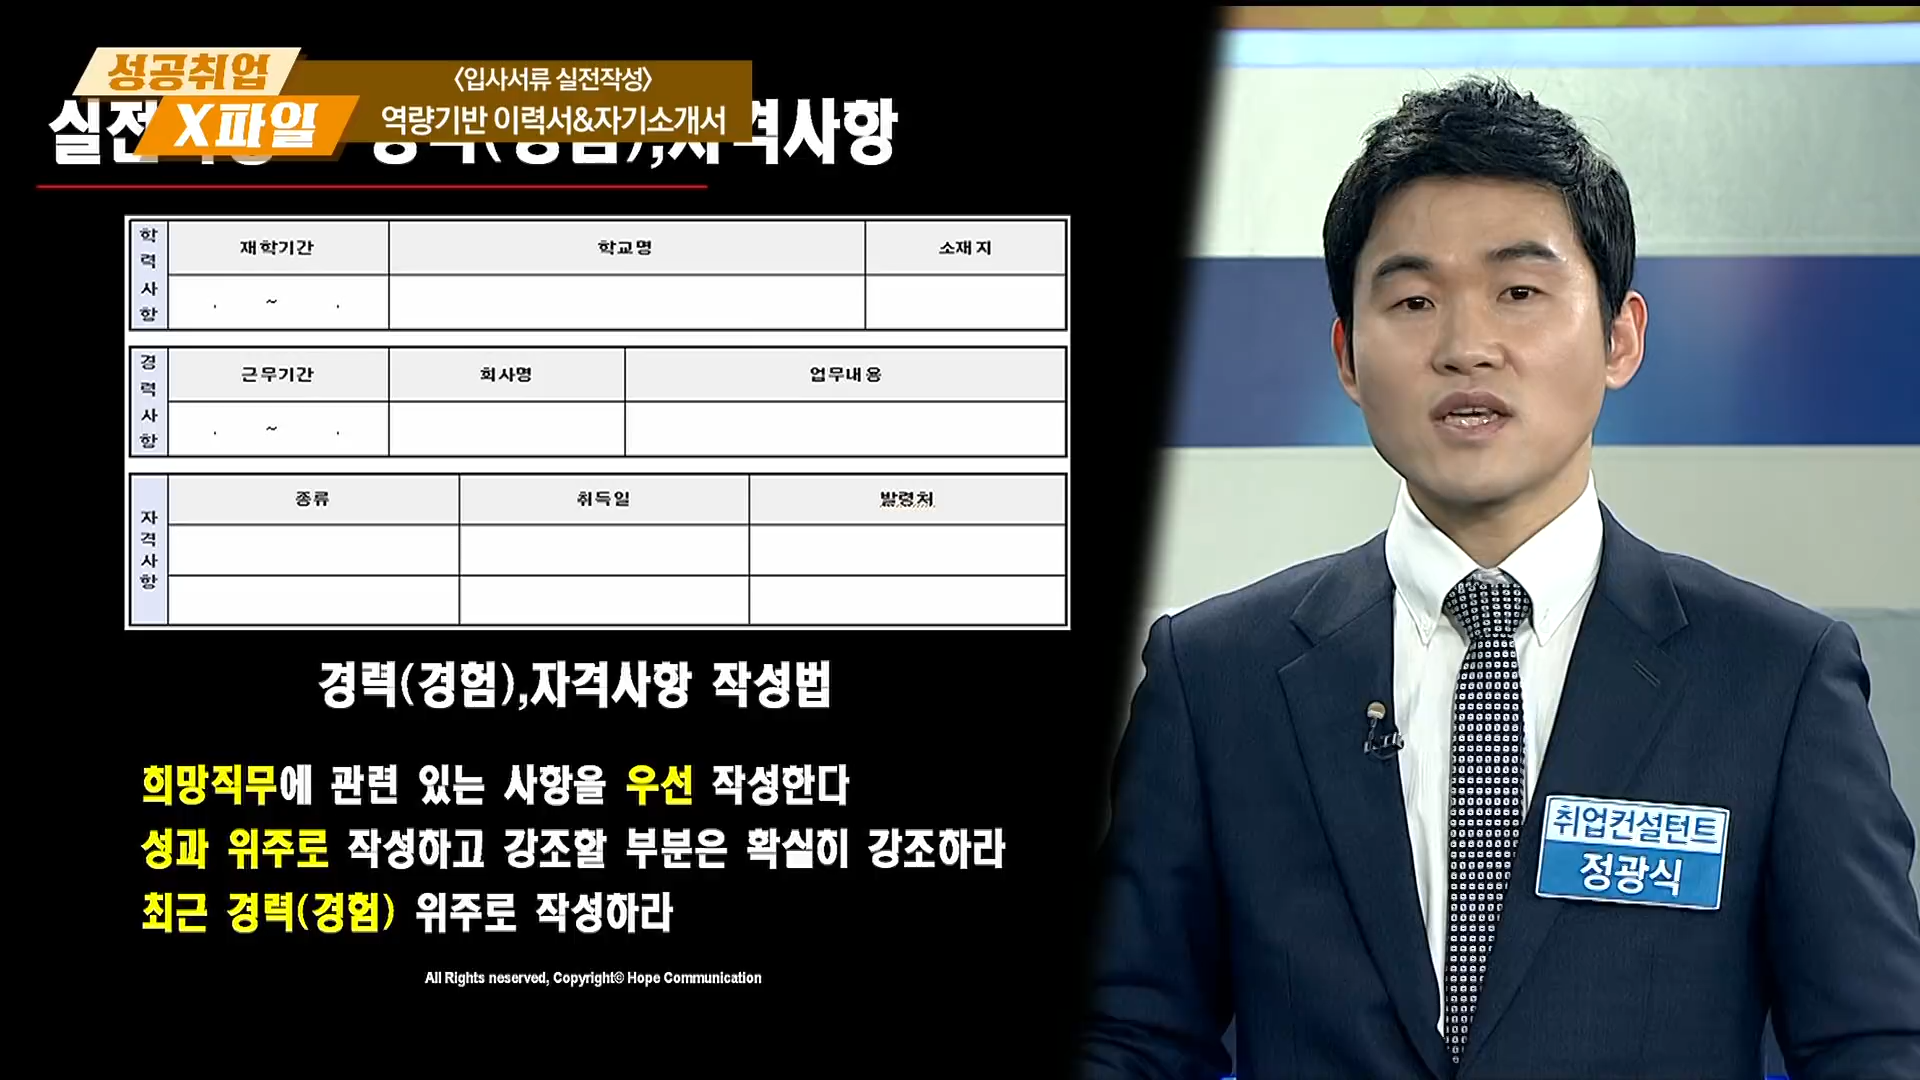 성공취업
X파일
<입사서류 실전작성>
역량기반 이력서&자기소개서
실전
격사항
학력사항
재학기간 학교명 소재지
. ~ .
경력사항
근무기간 회사명 업무내용
. ~ .
자격사항
종류 취득일 발령처
경력(경험),자격사항 작성법
희망직무에 관련 있는 사항을 우선 작성한다
성과 위주로 작성하고 강조할 부분은 확실히 강조하라
최근 경력(경험) 위주로 작성하라
All Rights neserved, Copyright© Hope Communication
취업컨설턴트
정광식